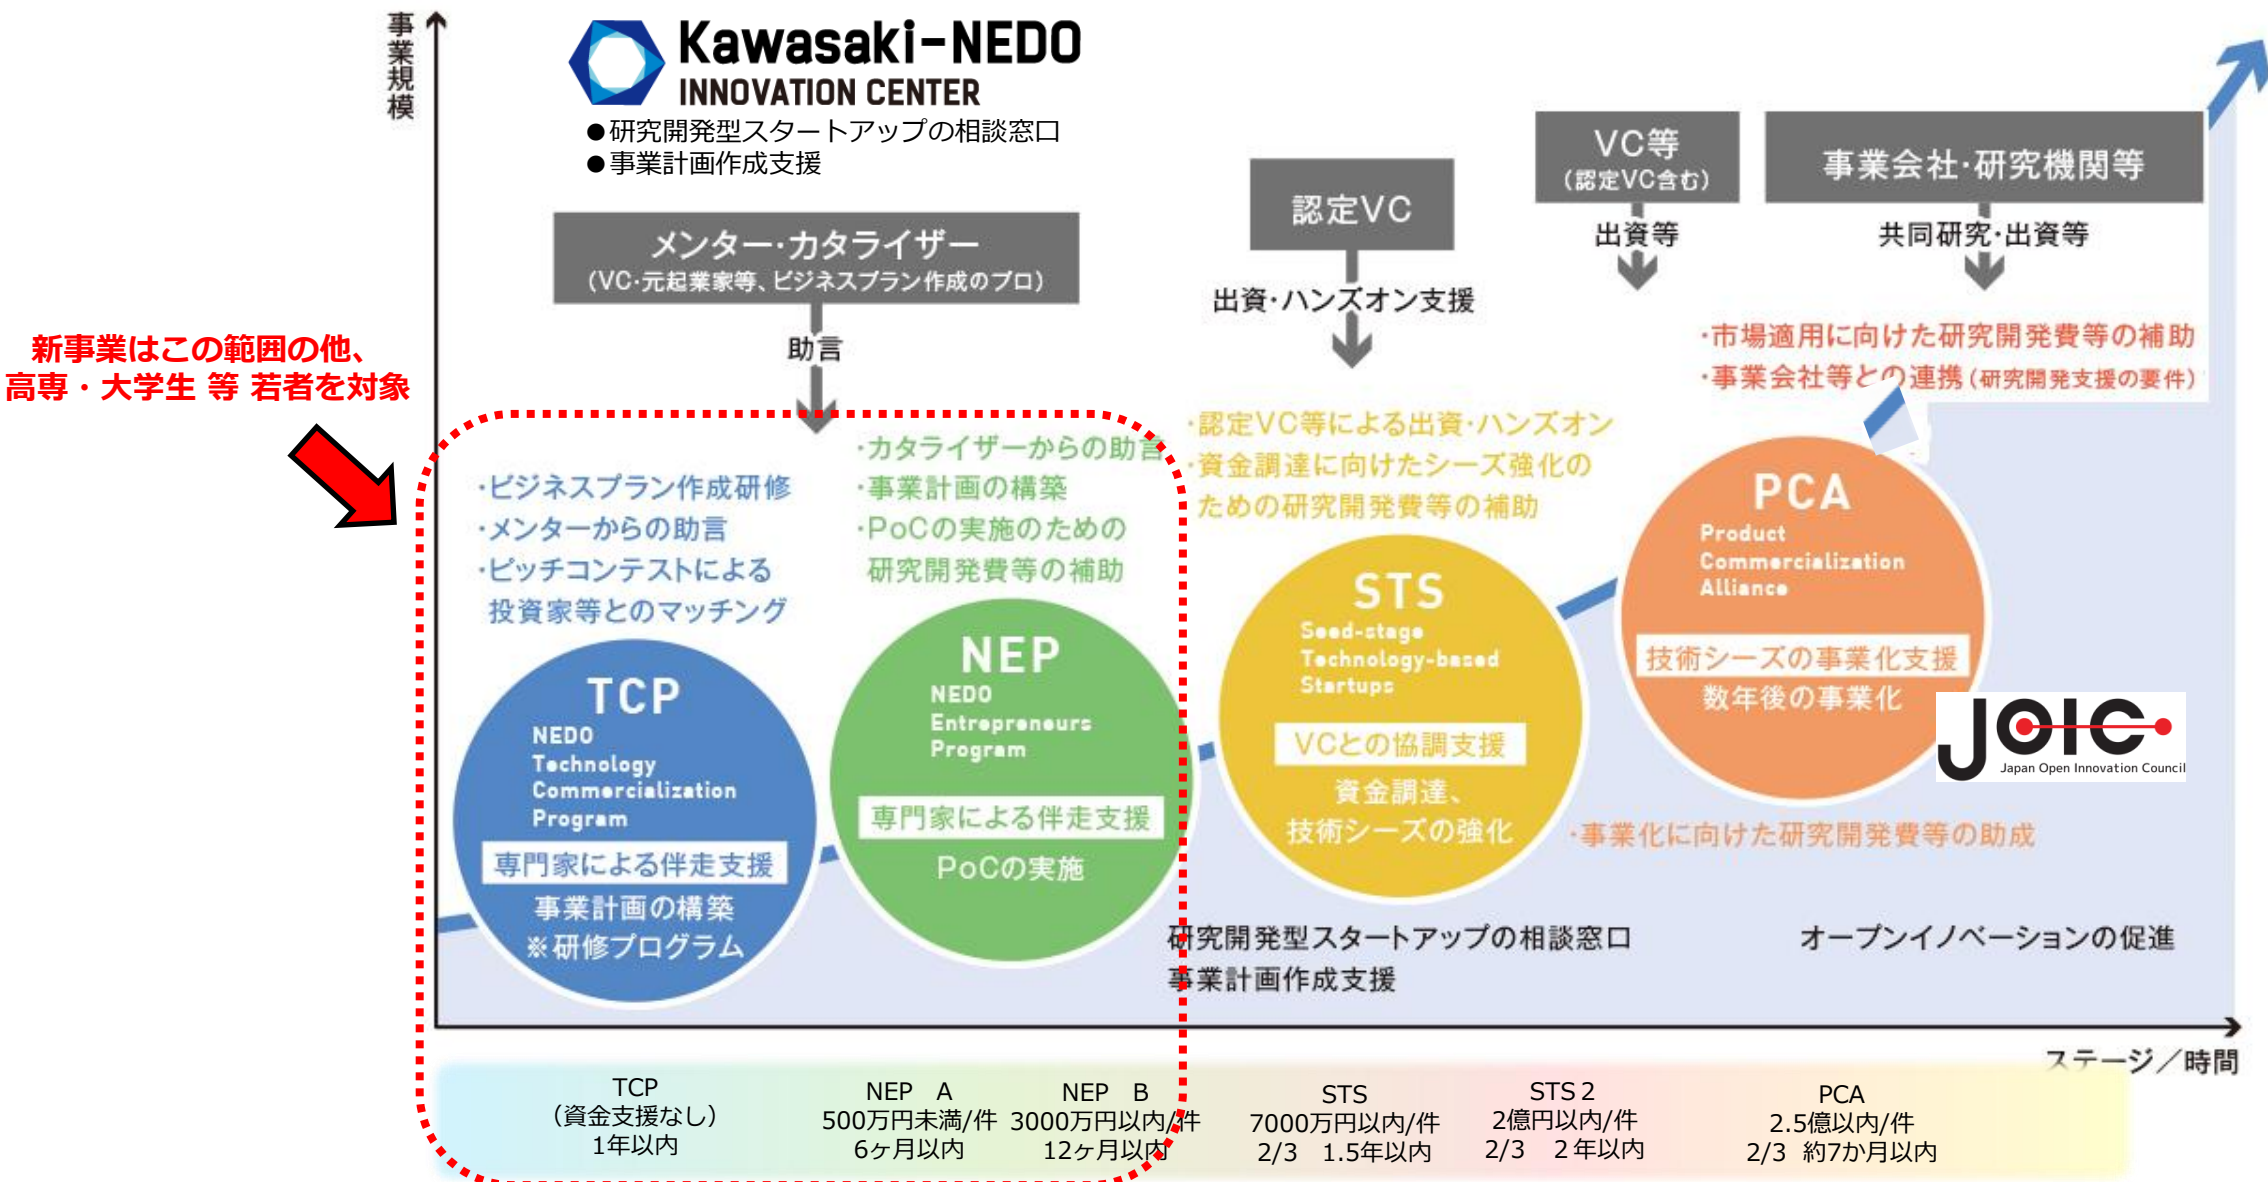 事業規模
Kawasaki-NEDO
INNOVATION CENTER
●研究開発型スタートアップの相談窓口
●事業計画作成支援
メンター・カタライザー
(VC・元起業家等、ビジネスプラン作成のプロ)
助言
認定VC
出資・ハンズオン支援
VC等
(認定VC含む)
出資等
事業会社・研究機関等
共同研究・出資等
新事業はこの範囲の他、
高専・大学生 等 若者を対象
・ビジネスプラン作成研修
・メンターからの助言
・ピッチコンテストによる
投資家等とのマッチング
・カタライザーからの助言
・事業計画の構築
・PoCの実施のための
研究開発費等の補助
・認定VC等による出資・ハンズオン
・資金調達に向けたシーズ強化の
ための研究開発費等の補助
・市場適用に向けた研究開発費等の補助
・事業会社等との連携(研究開発支援の要件)
TCP
NEDO
Technology
Commercialization
Program
専門家による伴走支援
事業計画の構築
※研修プログラム
NEP
NEDO
Entrepreneurs
Program
専門家による伴走支援
PoCの実施
STS
Seed-stage
Technology-based
Startups
VCとの協調支援
資金調達、
技術シーズの強化
PCA
Product
Commercialization
Alliance
技術シーズの事業化支援
数年後の事業化
JOIC
Japan Open Innovation Council
・事業化に向けた研究開発費等の助成
研究開発型スタートアップの相談窓口
事業計画作成支援
オープンイノベーションの促進
ステージ／時間
TCP
（資金支援なし）
1年以内
NEP A
500万円未満/件
6ヶ月以内
NEP B
3000万円以内/件
12ヶ月以内
STS
7000万円以内/件
2/3 1.5年以内
STS２
2億円以内/件
2/3 ２年以内
PCA
2.5億以内/件
2/3 約7か月以内